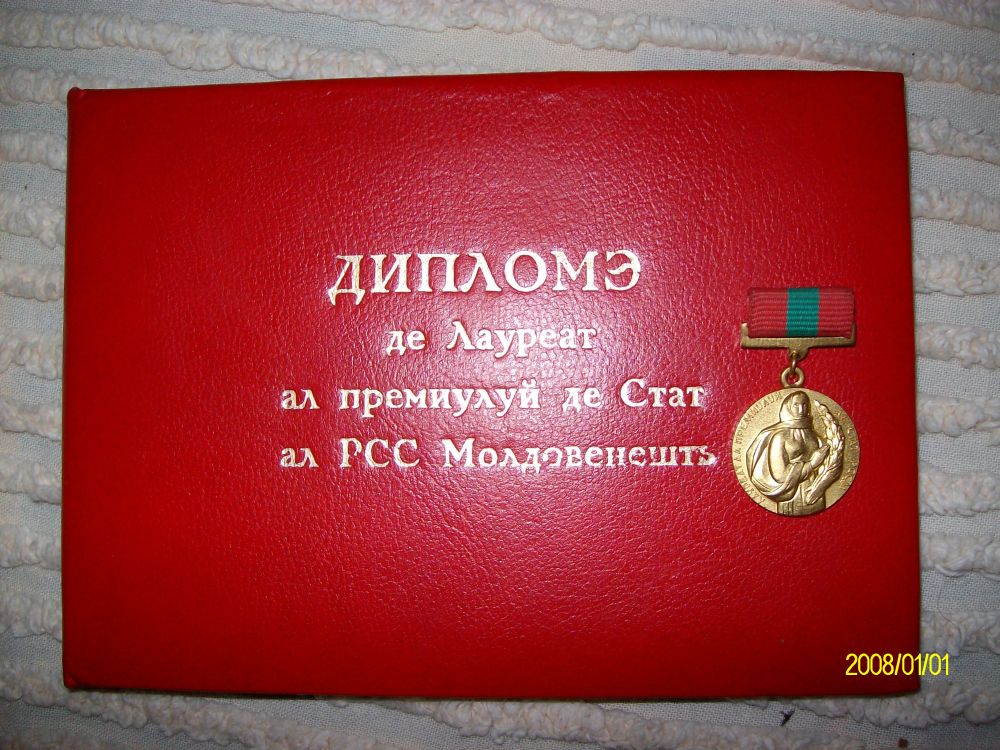 ДИПЛОМЭ
де Лауреат
ал премиулуй де Стат
ал РСС Молдовенешть
2008/01/01